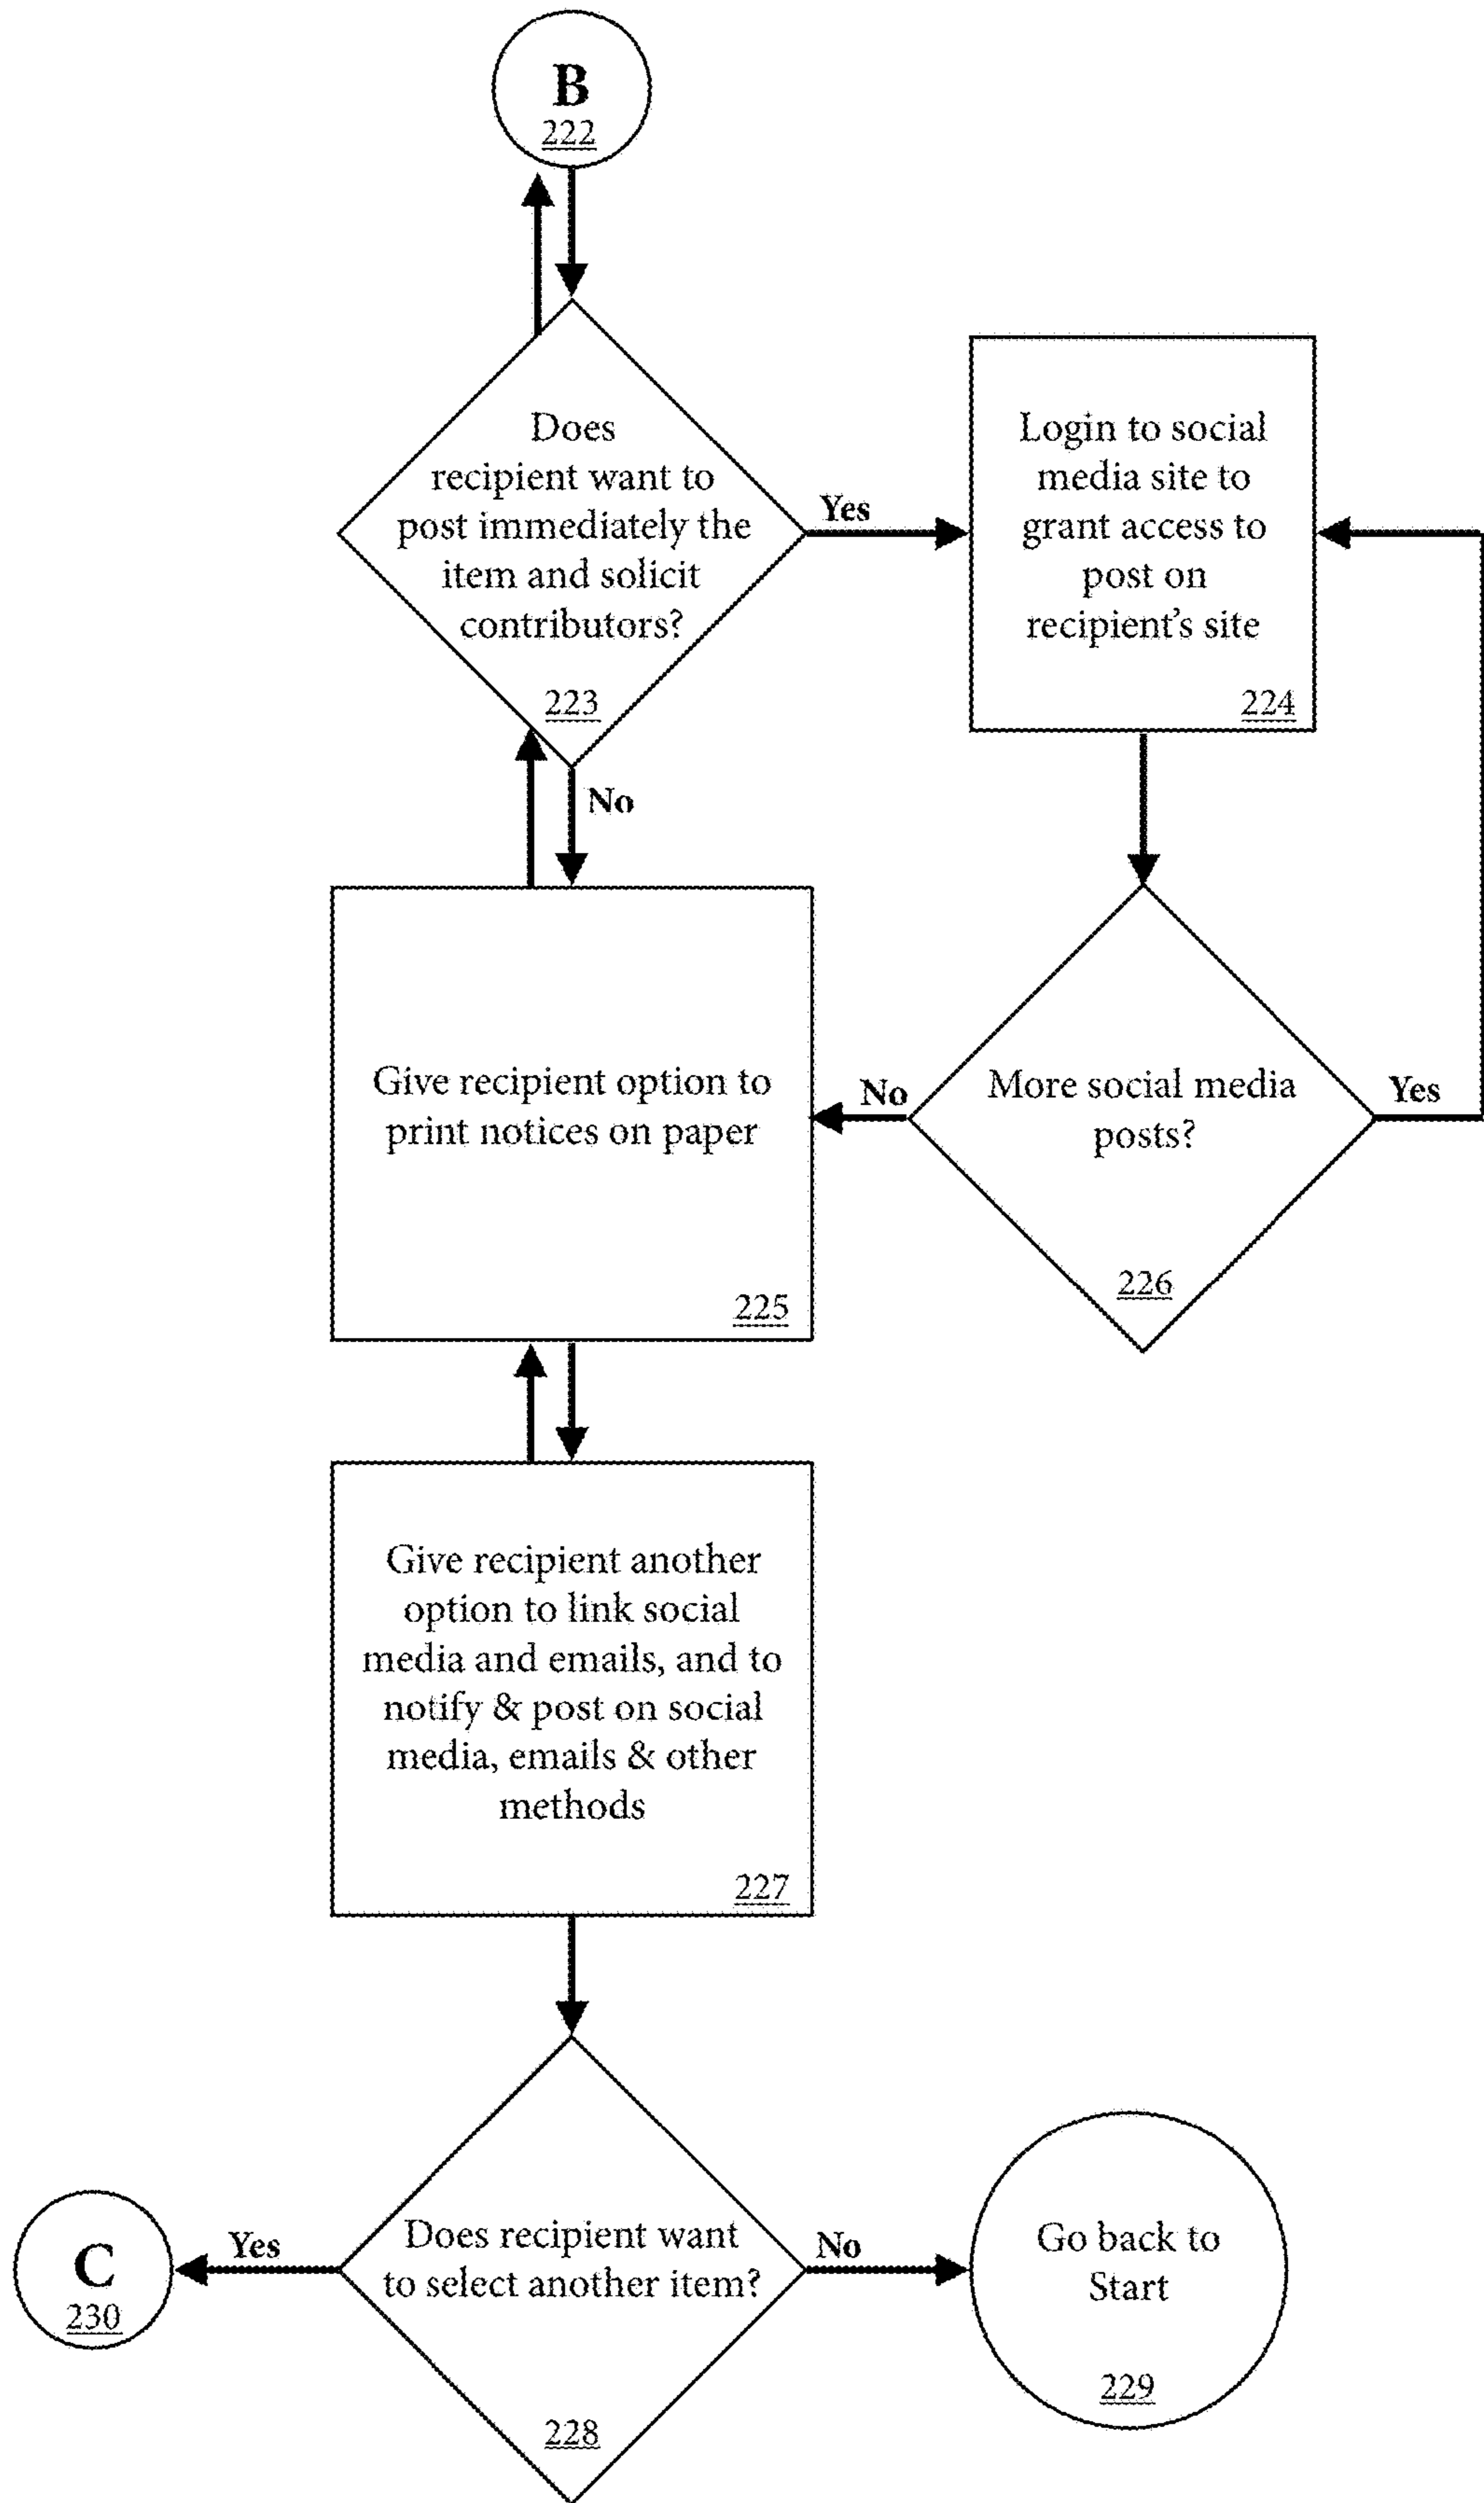 B
222
Does
recipient want to
post immediately the
item and solicit
contributors?
223
Yes
Login to social
media site to
grant access to
post on
recipient's site
224
No
Give recipient option to
print notices on paper
225
No
More social media
posts?
226
Yes
Give recipient another
option to link social
media and emails, and to
notify & post on social
media, emails & other
methods
227
C
230
Yes
Does recipient want
to select another item?
228
No
Go back to
Start
229